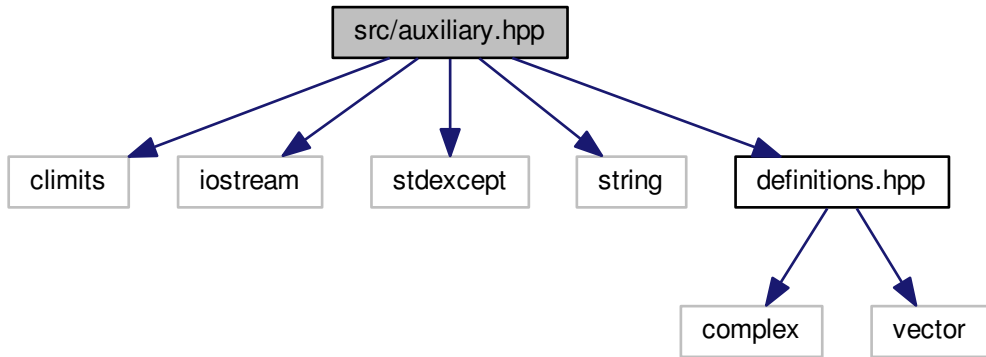 src/auxiliary.hpp
climits
iostream
stdexcept
string
definitions.hpp
complex
vector